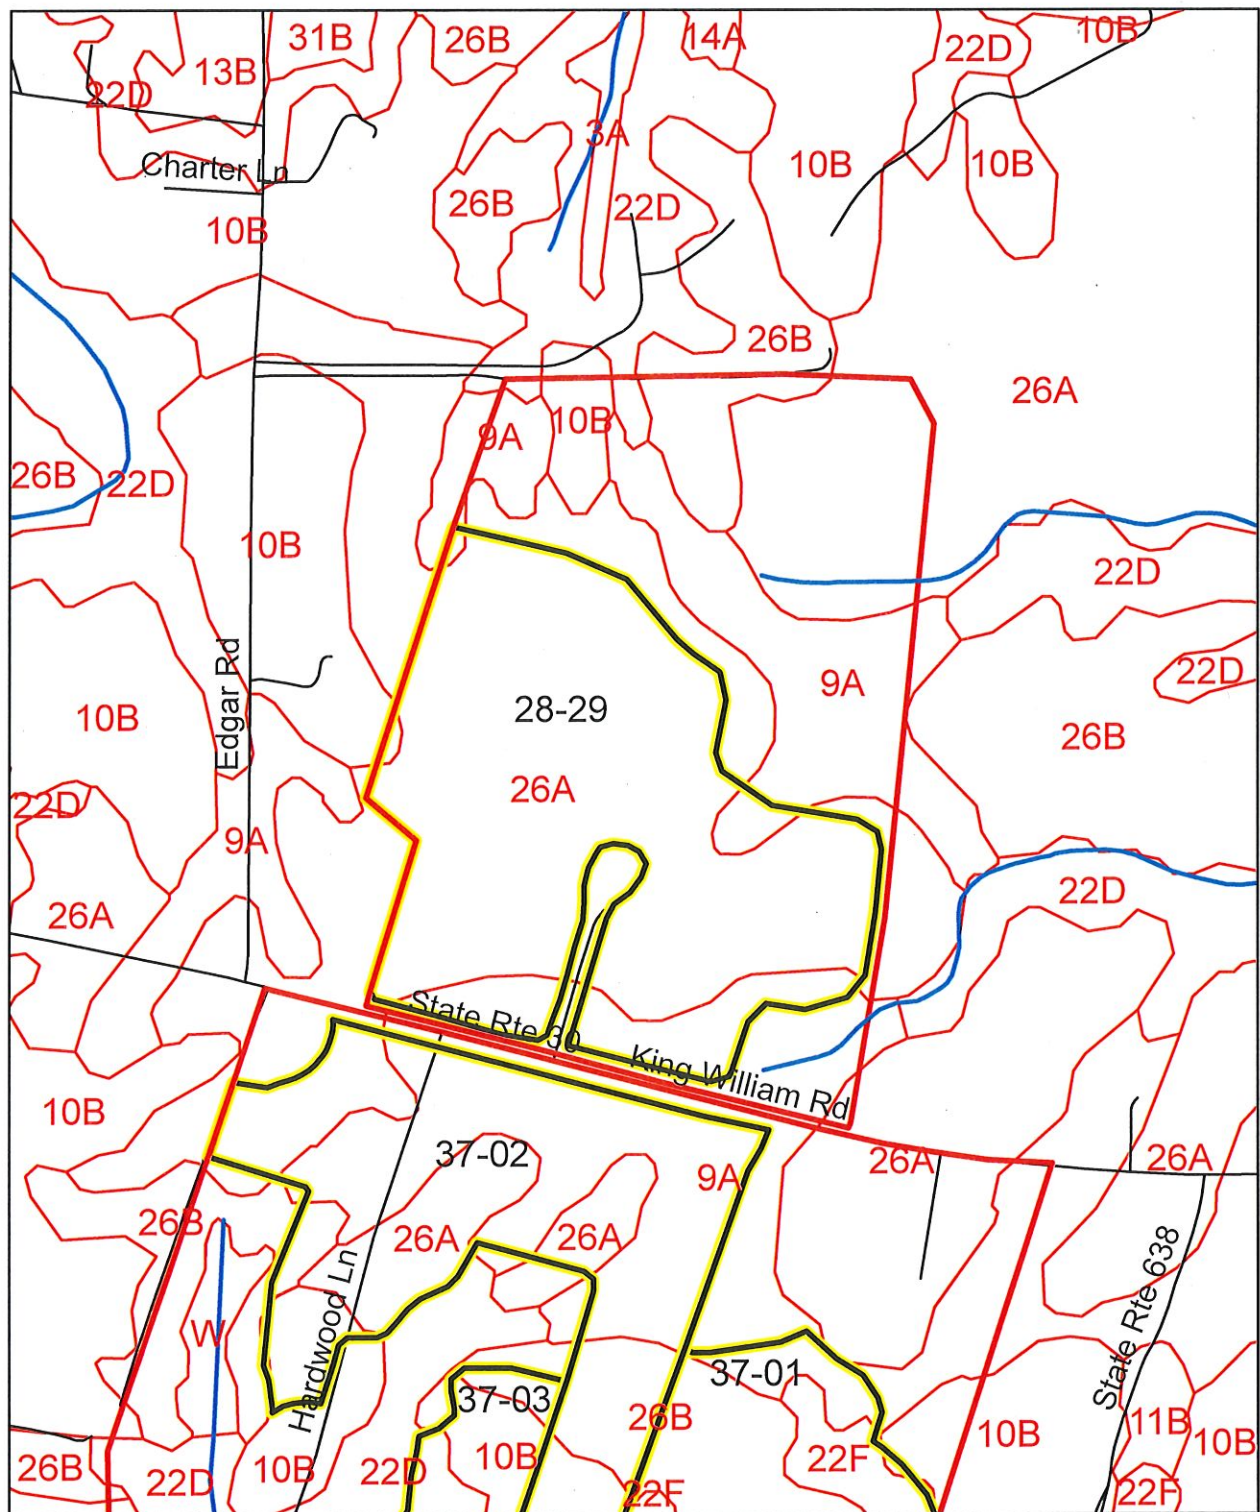 31B
26B
14A
22D
10B
13B
22D
3A
Charter Ln
10B
10B
26B
22D
10B
26B
26A
9A
10B
26B
22D
10B
22D
Edgar Rd
9A
22D
28-29
10B
26B
26A
22D
9A
26A
22D
State Rte 30
King William Rd
10B
37-02
26A
26A
9A
26B
26A
26A
State Rte 638
Hardwood Ln
W
37-01
37-03
26B
11B
10B
10B
26B
22D
10B
22D
10B
22F
22F
22F